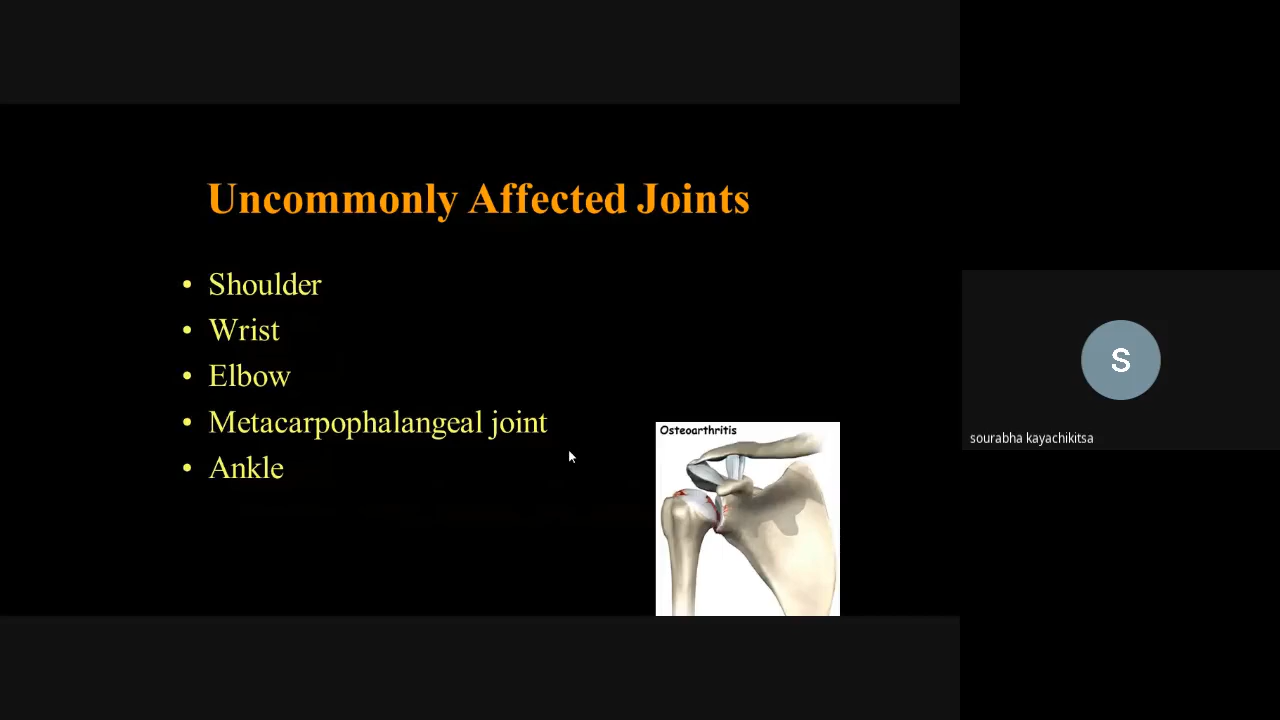 Uncommonly Affected Joints
• Shoulder
• Wrist
• Elbow
• Metacarpophalangeal joint
• Ankle
Osteoarthritis
S
sourabha kayachikitsa